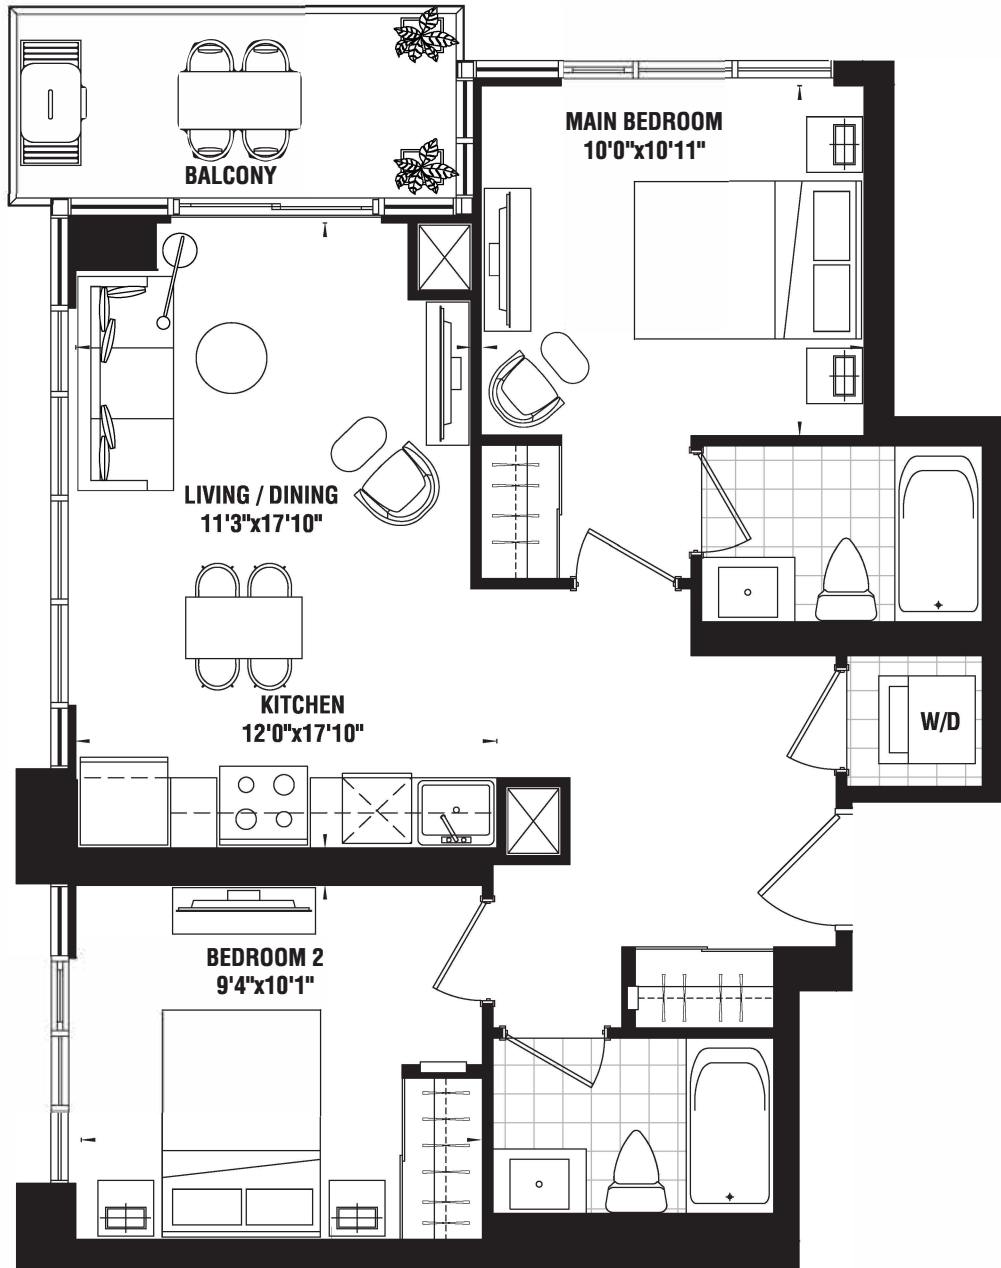 BALCONY
MAIN BEDROOM
10'0"x10'11"
LIVING / DINING
11'3"x17'10"
KITCHEN
12'0"x17'10"
W/D
BEDROOM 2
9'4"x10'1"